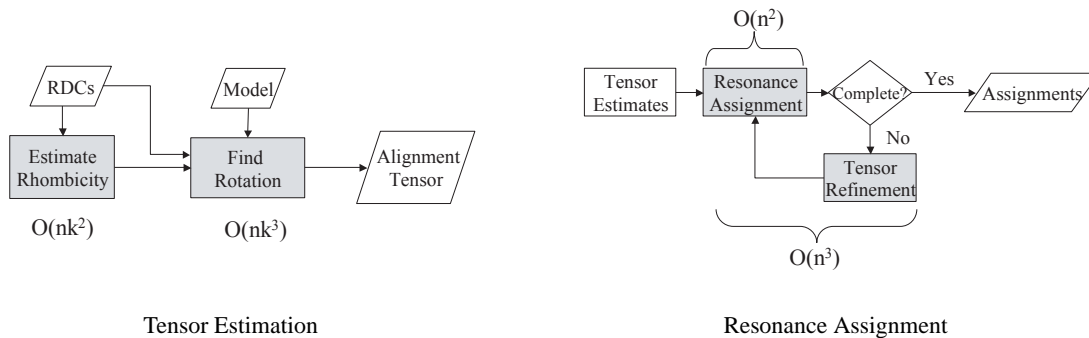 RDCs
Model
Estimate
Rhombicity
Find
Rotation
Alignment
Tensor
O(nk²)
O(nk³)
Tensor Estimation
O(n²)
Tensor
Estimates
Resonance
Assignment
Complete?
Yes
Assignments
No
Tensor
Refinement
O(n³)
Resonance Assignment